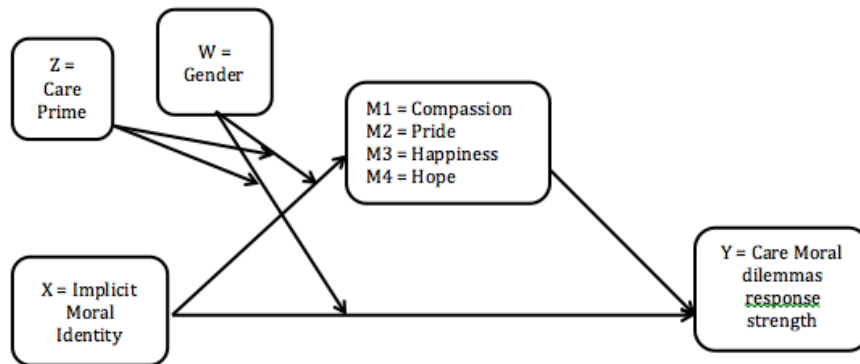 Z =
Care
Prime
W =
Gender
M1 = Compassion
M2 = Pride
M3 = Happiness
M4 = Hope
X = Implicit
Moral
Identity
Y = Care Moral
dilemmas
response
strength